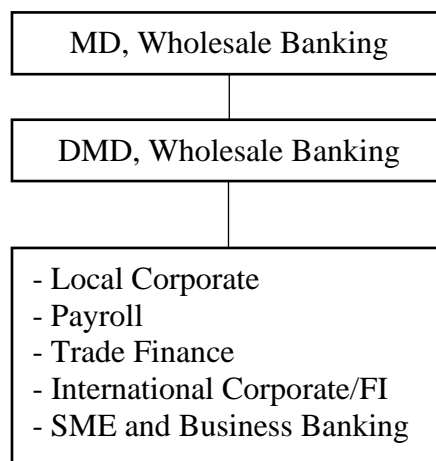 MD, Wholesale Banking
DMD, Wholesale Banking
- Local Corporate
- Payroll
- Trade Finance
- International Corporate/FI
- SME and Business Banking